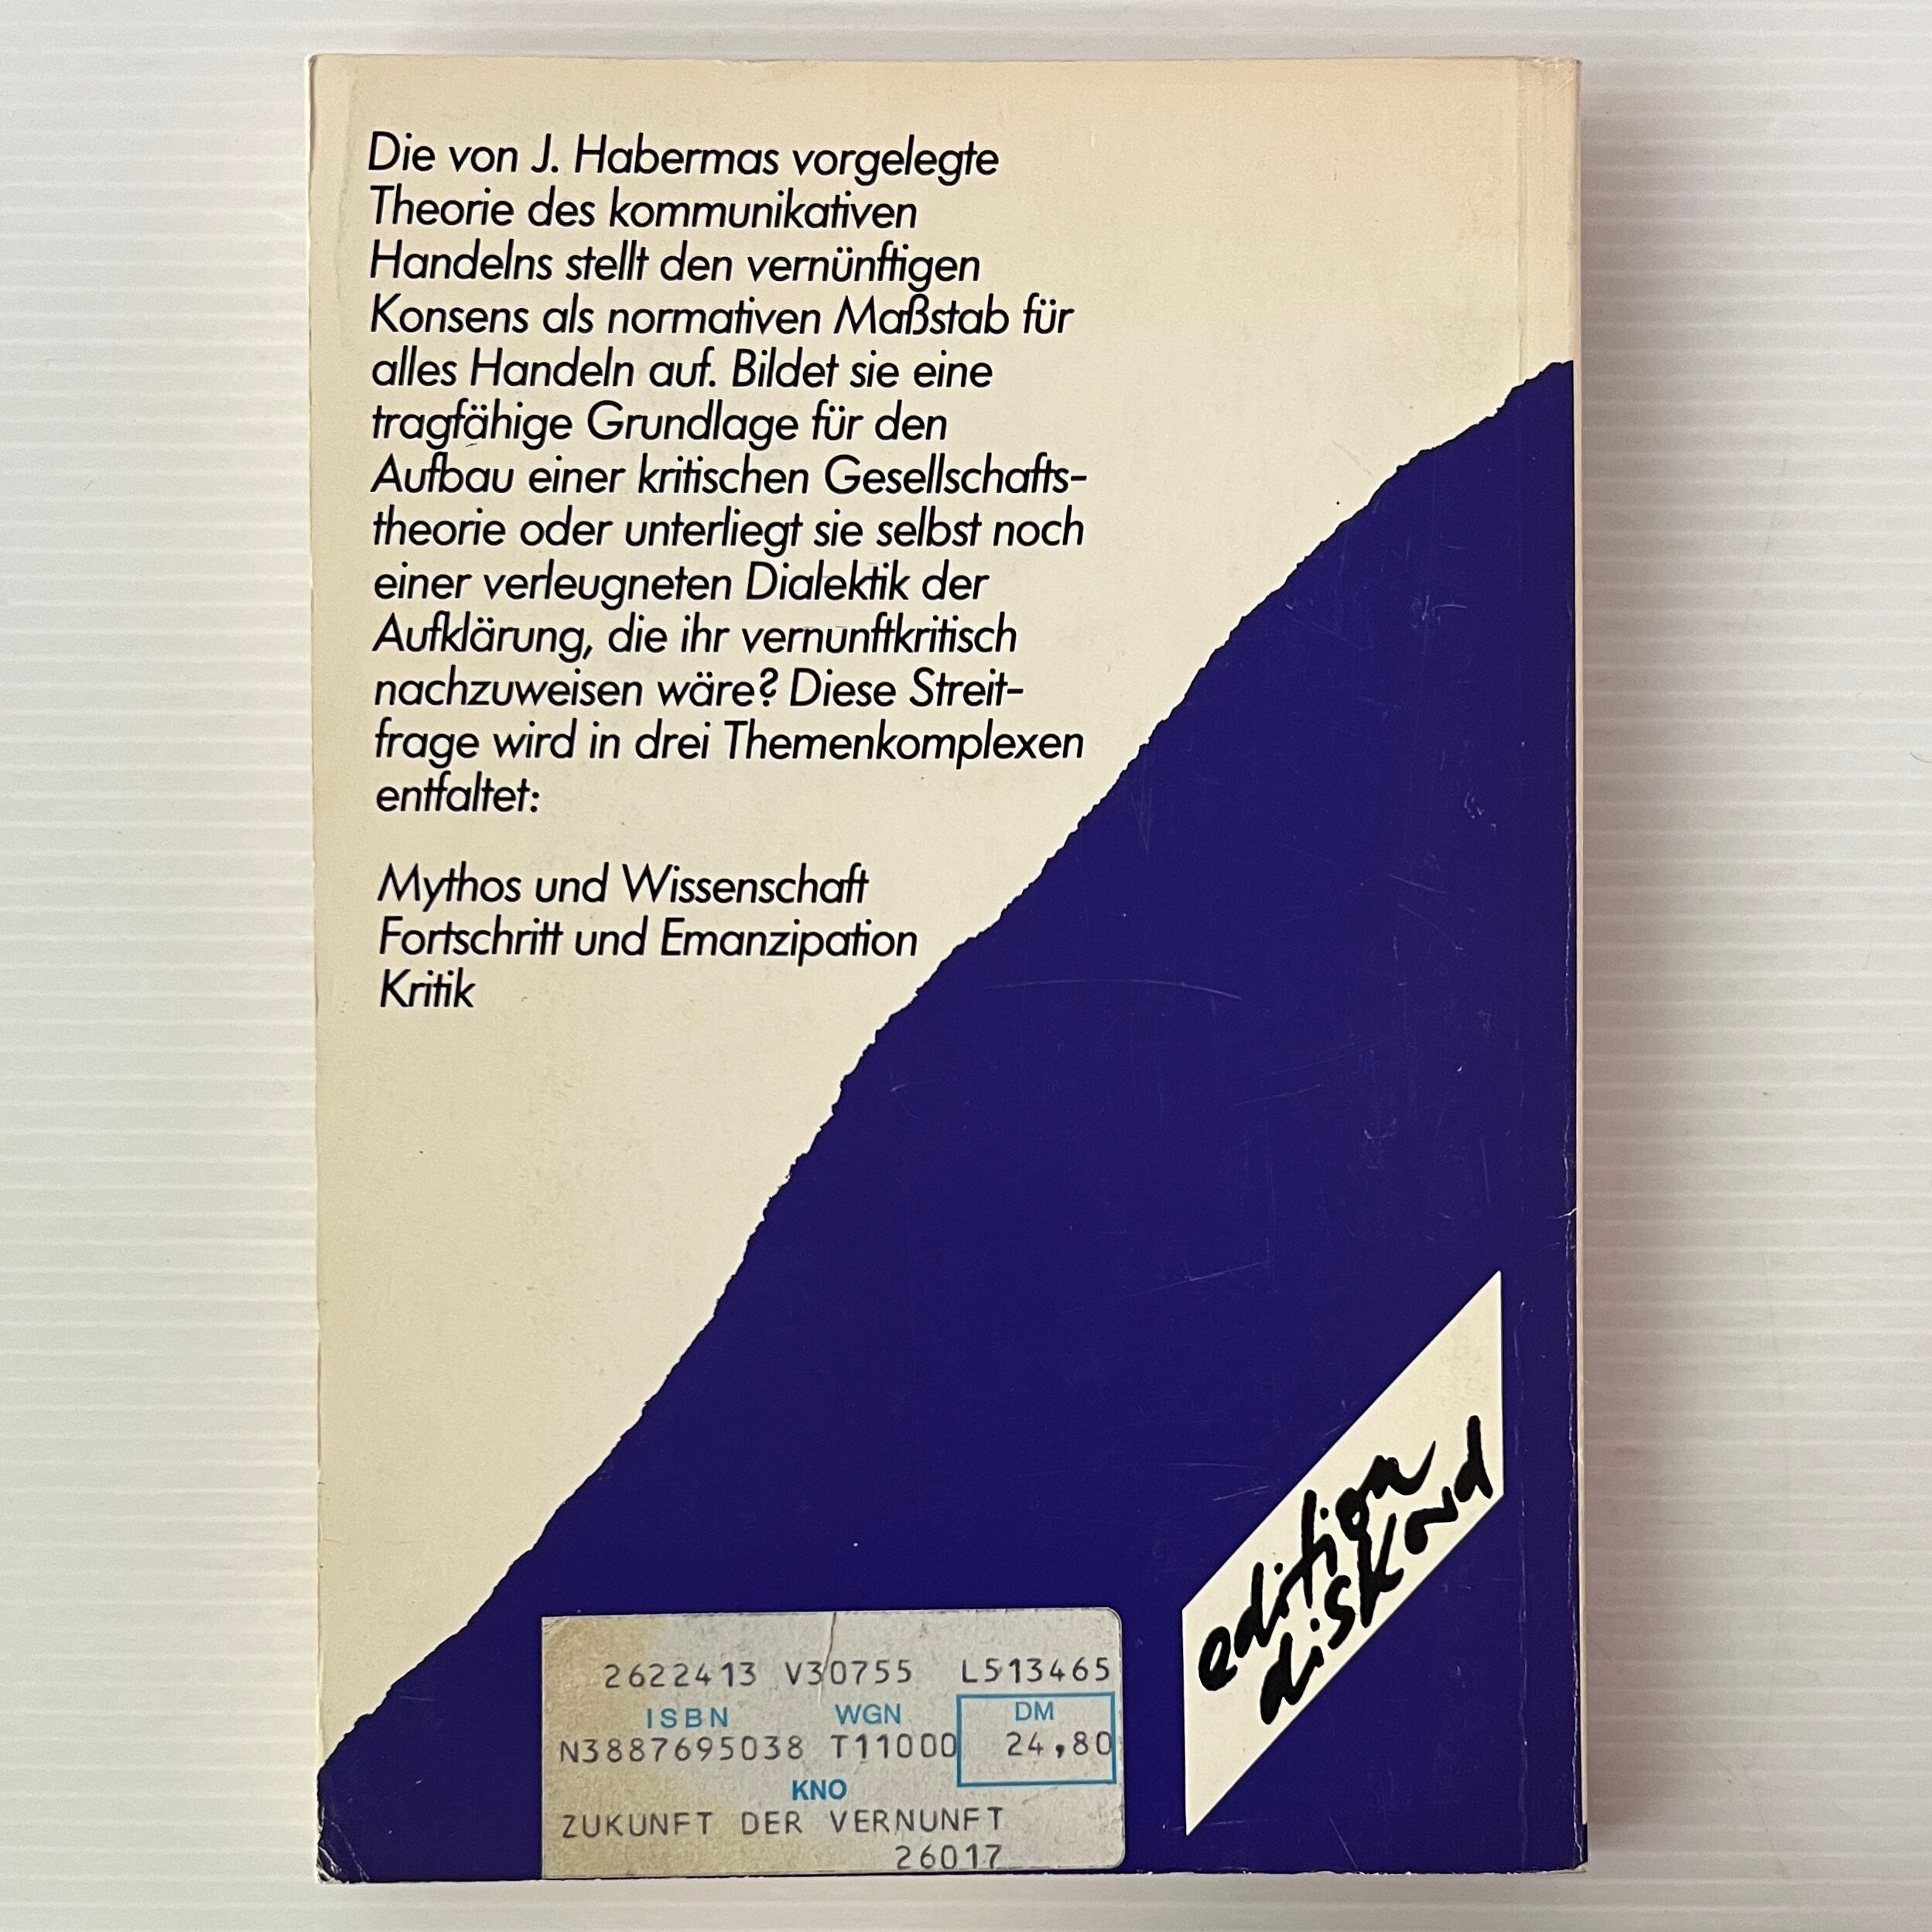 Die von J. Habermas vorgelegte
Theorie des kommunikativen
Handelns stellt den vernünftigen
Konsens als normativen Maßstab für
alles Handeln auf. Bildet sie eine
tragfähige Grundlage für den
Aufbau einer kritischen Gesellschafts-
theorie oder unterliegt sie selbst noch
einer verleugneten Dialektik der
Aufklärung, die ihr vernunftkritisch
nachzuweisen wäre? Diese Streit-
frage wird in drei Themenkomplexen
entfaltet:
Mythos und Wissenschaft
Fortschritt und Emanzipation
Kritik
edition
diskord
2622413 V30755 L513465
ISBN WGN DM
N3887695038 T11000 24,80
KNO
ZUKUNFT DER VERNUNFT
26017